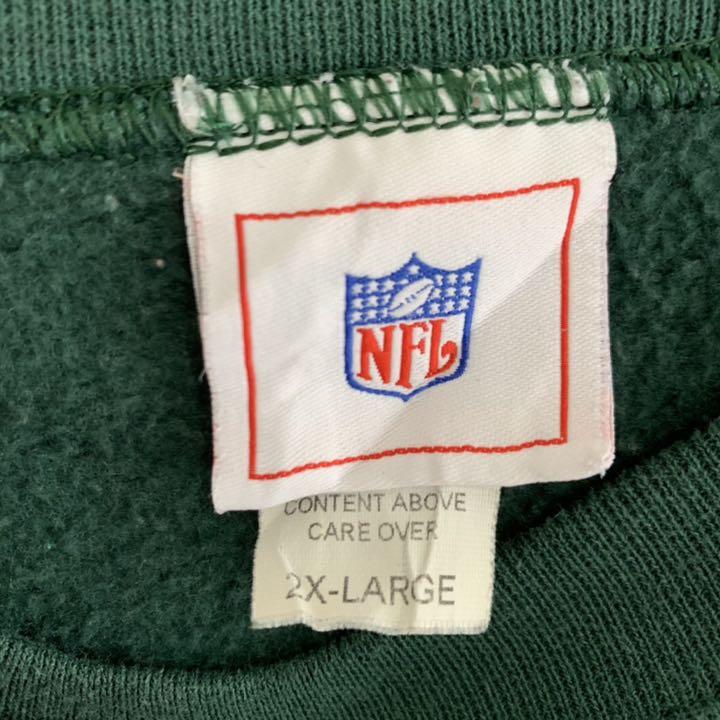 NFL
CONTENT ABOVE
CARE OVER
2X-LARGE